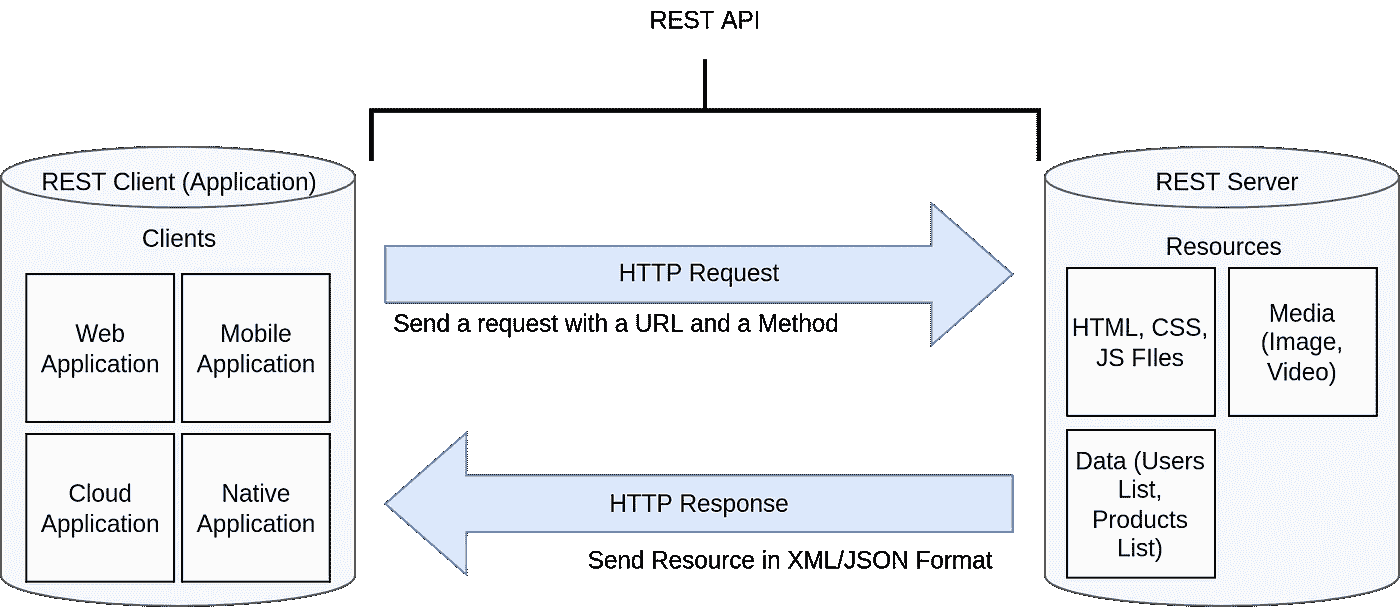 REST API
REST Client (Application)
Clients
Web
Application
Mobile
Application
Cloud
Application
Native
Application
HTTP Request
Send a request with a URL and a Method
HTTP Response
Send Resource in XML/JSON Format
REST Server
Resources
HTML, CSS,
JS FIles
Media
(Image,
Video)
Data (Users
List,
Products
List)